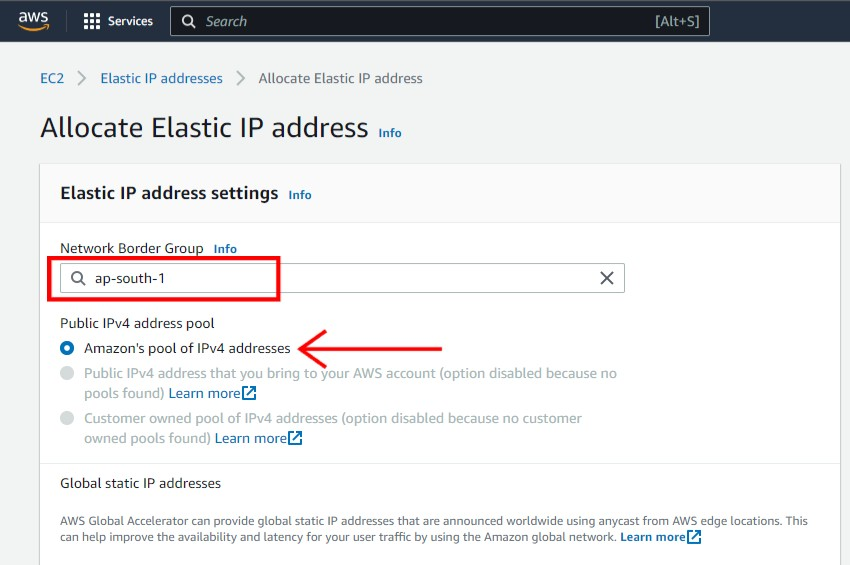 aws Services Search [Alt+S]
EC2 > Elastic IP addresses > Allocate Elastic IP address
Allocate Elastic IP address Info
Elastic IP address settings Info
Network Border Group Info
ap-south-1
Public IPv4 address pool
Amazon's pool of IPv4 addresses
Public IPv4 address that you bring to your AWS account (option disabled because no
pools found) Learn more
Customer owned pool of IPv4 addresses (option disabled because no customer
owned pools found) Learn more
Global static IP addresses
AWS Global Accelerator can provide global static IP addresses that are announced worldwide using anycast from AWS edge locations. This
can help improve the availability and latency for your user traffic by using the Amazon global network. Learn more